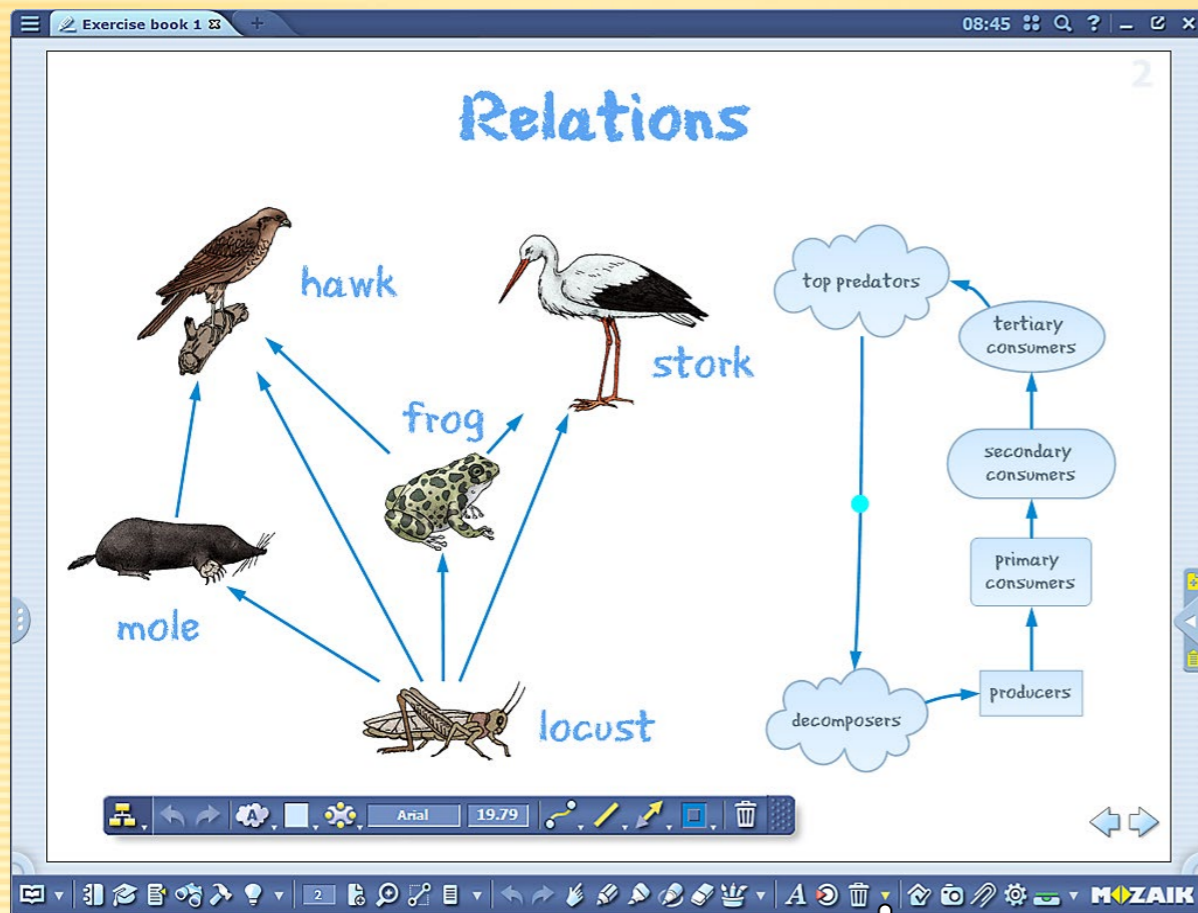 Exercise book 1
08:45
2
Relations
hawk
stork
frog
mole
locust
top predators
tertiary
consumers
secondary
consumers
primary
consumers
producers
decomposers
A
Arial
19.79
2
A
MOZAIK